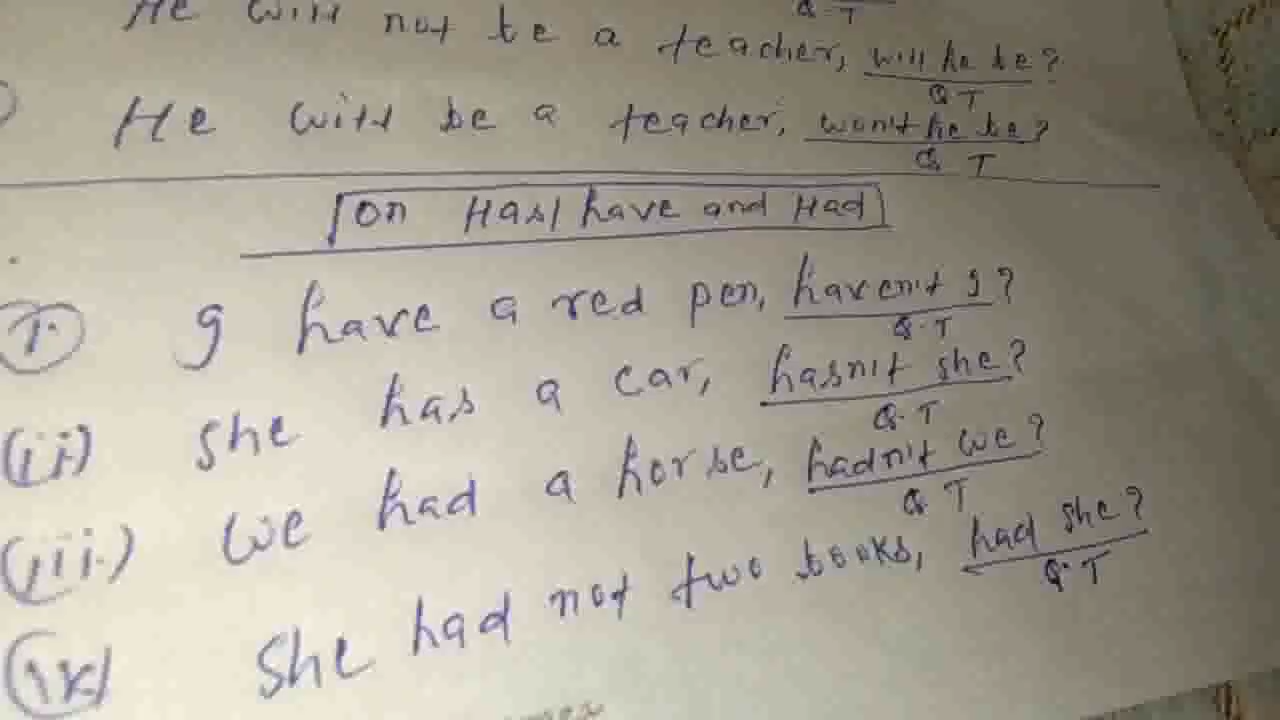 Q.T
He will not be a teacher, will he be?
QT
He will be a teacher, won't he be?
Q T
On Has/have and Had
I. I have a red pen, haven't I?
Q.T
(ii) She has a car, hasn't she?
Q.T
(iii.) We had a horse, hadn't we?
Q T
She had not two books, had she?
Q.T